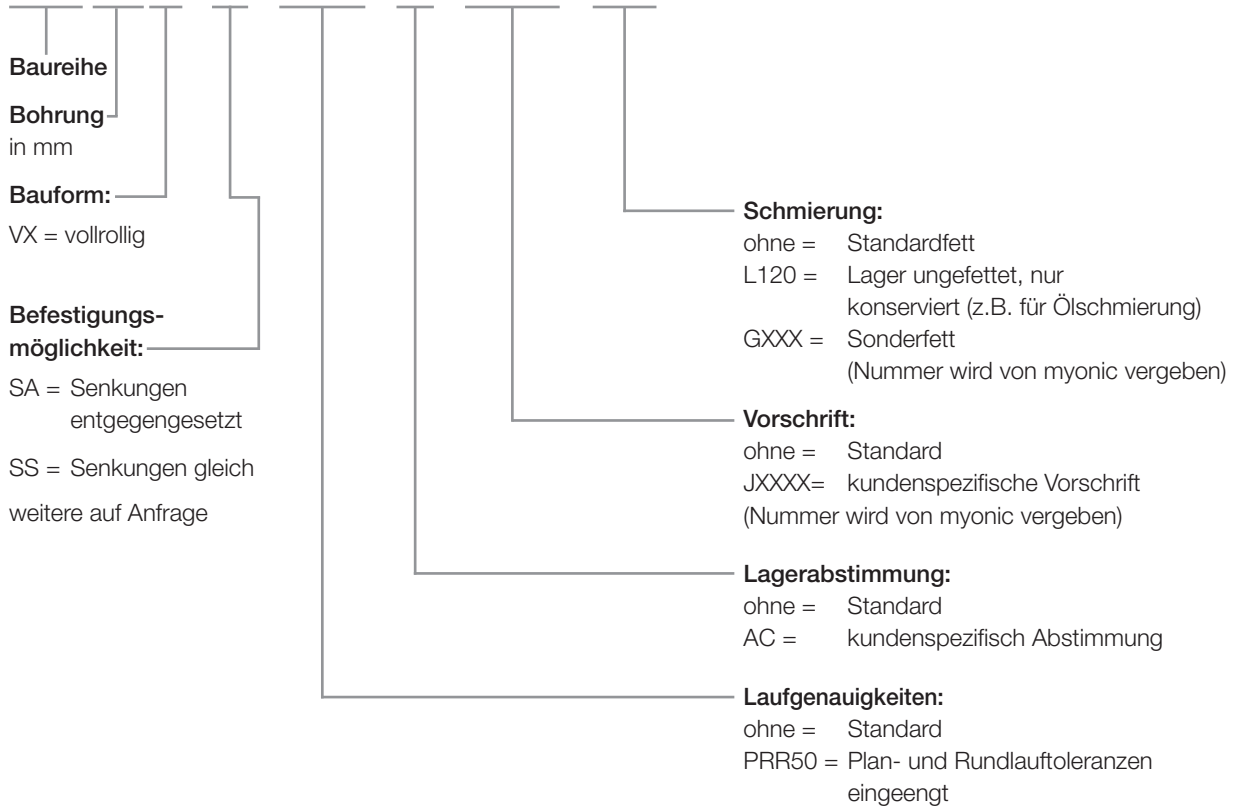 Baureihe
Bohrung
in mm
Bauform:
VX = vollrollig
Befestigungs-
möglichkeit:
SA = Senkungen
entgegengesetzt
SS = Senkungen gleich
weitere auf Anfrage
Schmierung:
ohne = Standardfett
L120 = Lager ungefettet, nur
konserviert (z.B. für Ölschmierung)
GXXX = Sonderfett
(Nummer wird von myonic vergeben)
Vorschrift:
ohne = Standard
JXXXX= kundenspezifische Vorschrift
(Nummer wird von myonic vergeben)
Lagerabstimmung:
ohne = Standard
AC = kundenspezifisch Abstimmung
Laufgenauigkeiten:
ohne = Standard
PRR50 = Plan- und Rundlauftoleranzen
eingeengt